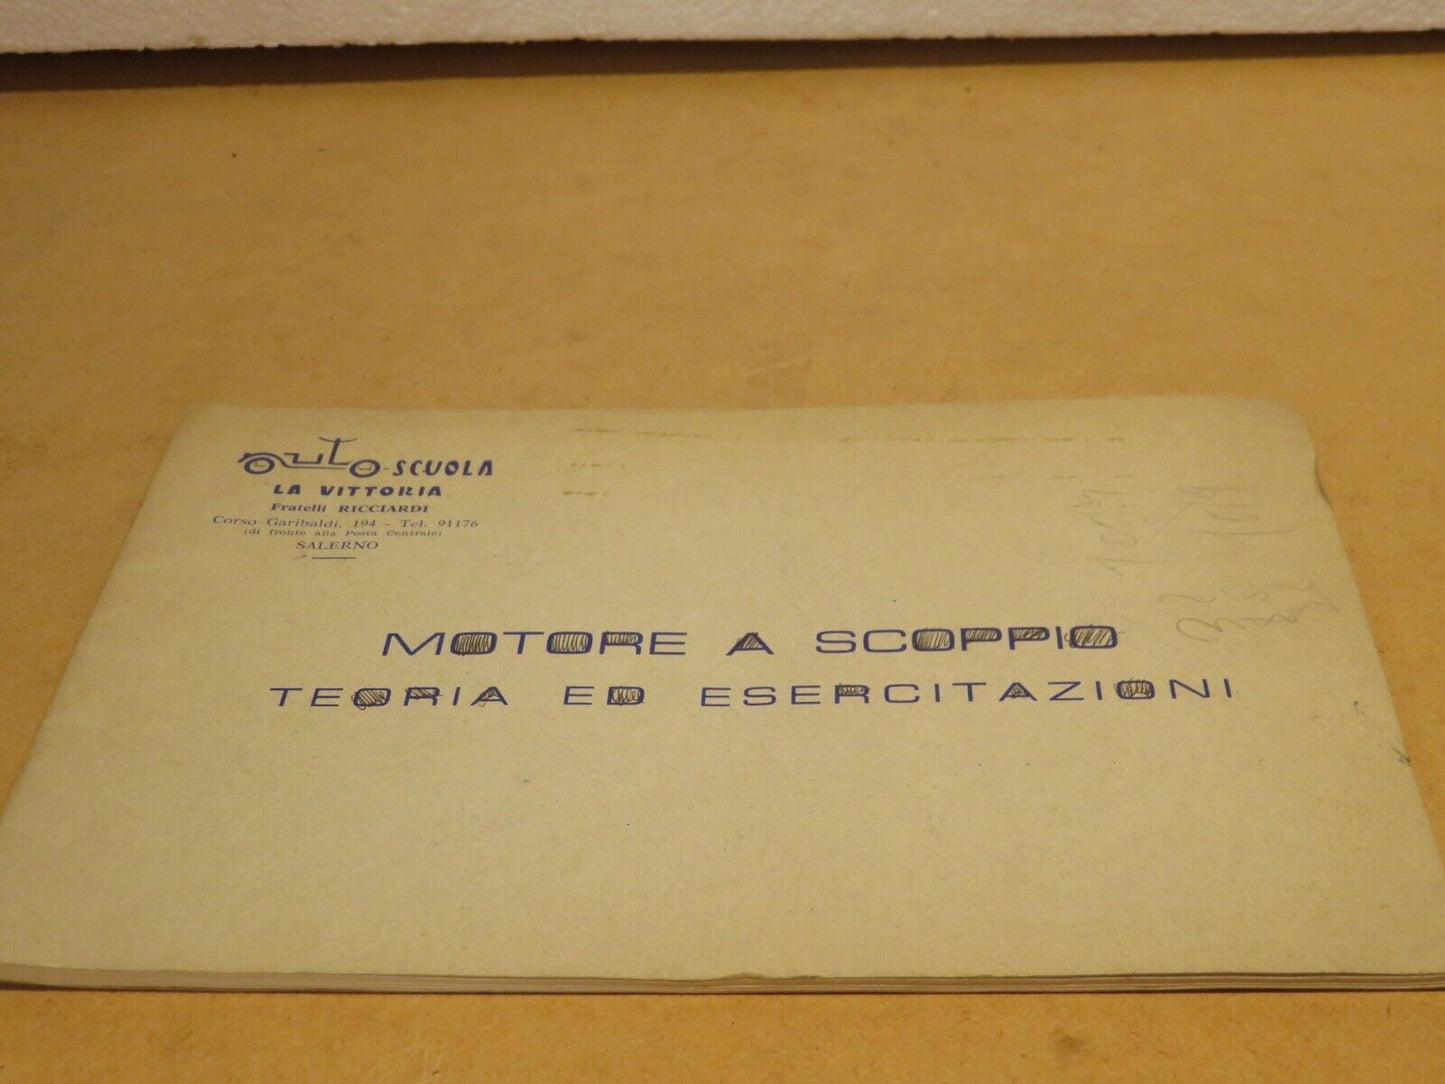 AUTO-SCUOLA
LA VITTORIA
Fratelli RICCIARDI
Corso Garibaldi, 194 - Tel. 91176
(di fronte alla Posta Centrale)
SALERNO
MOTORE A SCOPPIO
TEORIA ED ESERCITAZIONI